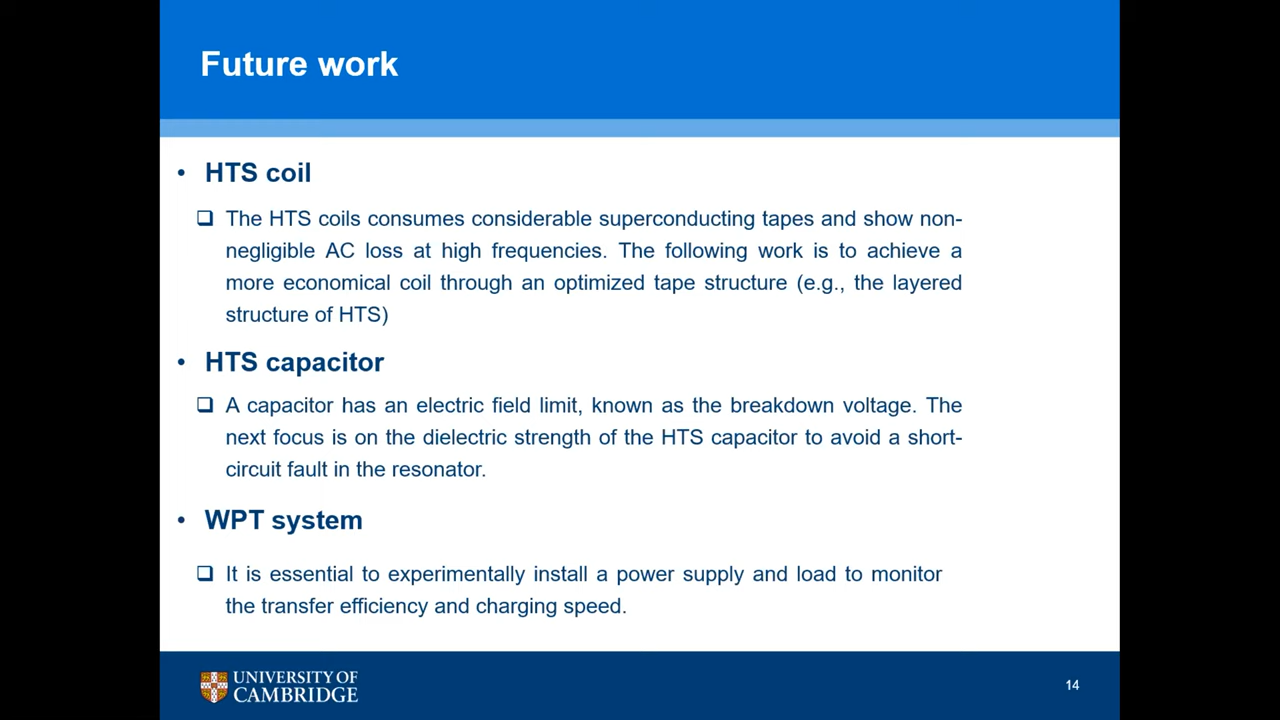 Future work
• HTS coil
❑ The HTS coils consumes considerable superconducting tapes and show non-
negligible AC loss at high frequencies. The following work is to achieve a
more economical coil through an optimized tape structure (e.g., the layered
structure of HTS)
• HTS capacitor
❑ A capacitor has an electric field limit, known as the breakdown voltage. The
next focus is on the dielectric strength of the HTS capacitor to avoid a short-
circuit fault in the resonator.
• WPT system
❑ It is essential to experimentally install a power supply and load to monitor
the transfer efficiency and charging speed.
UNIVERSITY OF
CAMBRIDGE
14